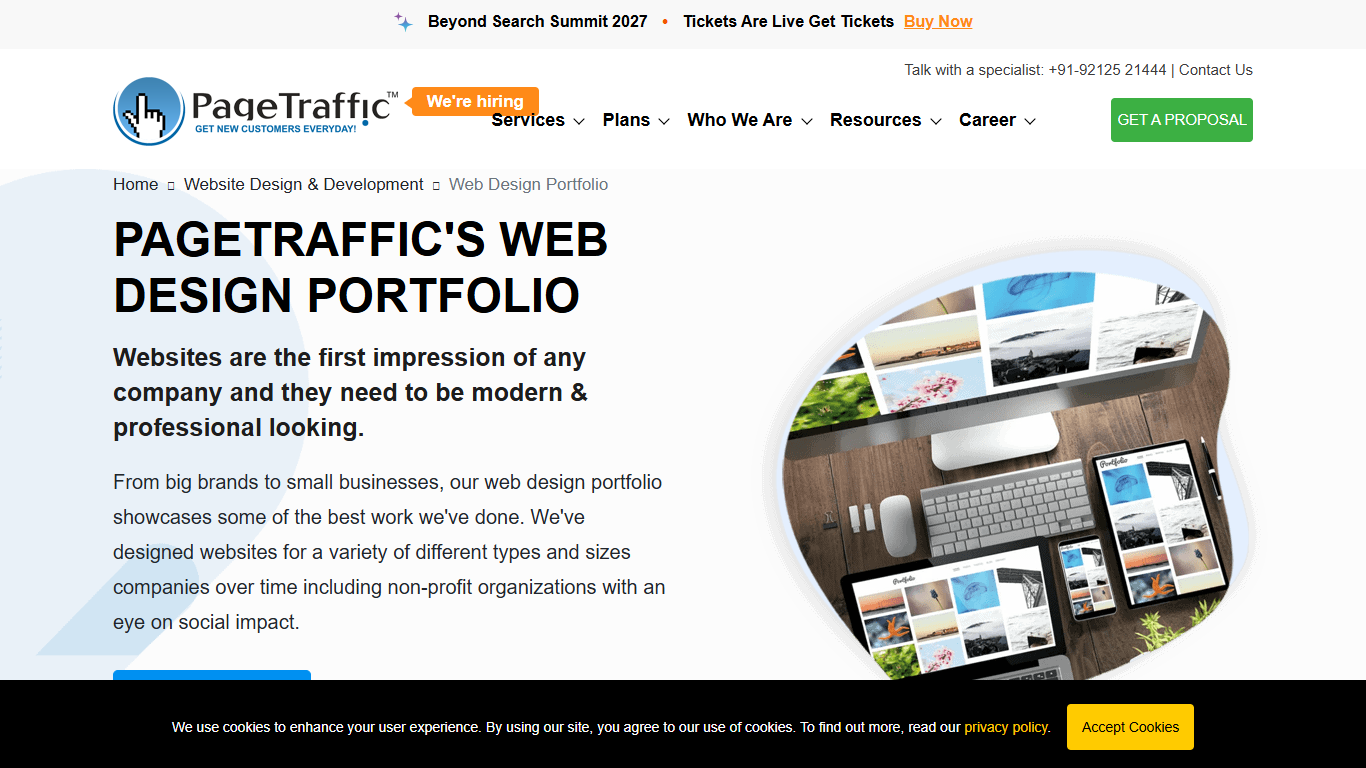 Beyond Search Summit 2027 • Tickets Are Live Get Tickets Buy Now
Talk with a specialist: +91-92125 21444 | Contact Us
PageTraffic™
GET NEW CUSTOMERS EVERYDAY!
We're hiring
Services Plans Who We Are Resources Career
GET A PROPOSAL
Home Website Design & Development Web Design Portfolio
PAGETRAFFIC'S WEB
DESIGN PORTFOLIO
Websites are the first impression of any
company and they need to be modern &
professional looking.
From big brands to small businesses, our web design portfolio
showcases some of the best work we've done. We've
designed websites for a variety of different types and sizes
companies over time including non-profit organizations with an
eye on social impact.
Portfolio
Portfolio
Portfolio
We use cookies to enhance your user experience. By using our site, you agree to our use of cookies. To find out more, read our privacy policy.
Accept Cookies